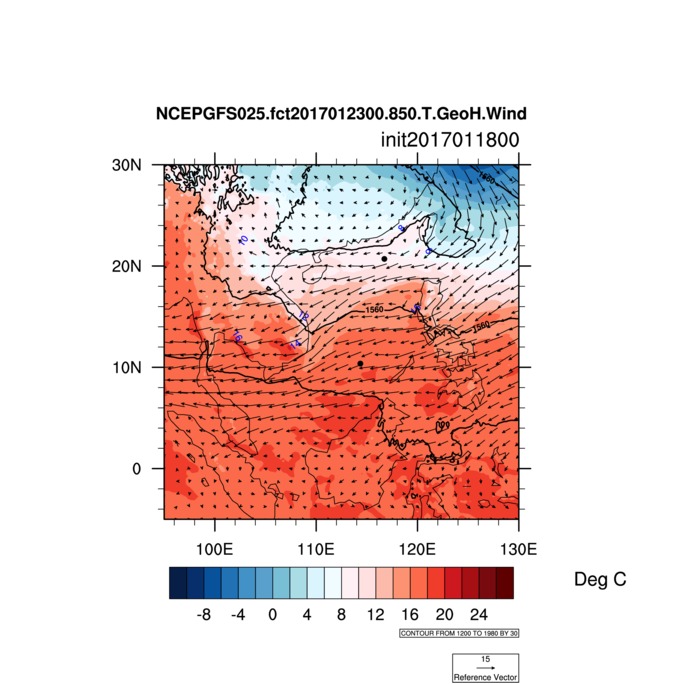 NCEPGFS025.fct2017012300.850.T.GeoH.Wind
init2017011800
30N
20N
10N
0
1560
1560
100E
110E
120E
130E
-8
-4
0
4
8
12
16
20
24
Deg C
CONTOUR FROM 1200 TO 1980 BY 30
15
Reference Vector